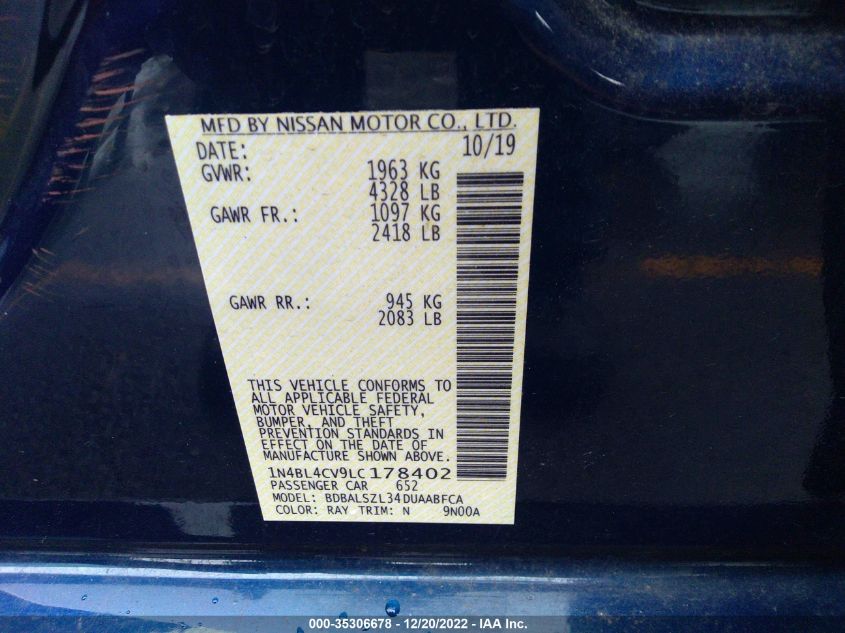 MFD BY NISSAN MOTOR CO., LTD.
DATE: 10/19
GVWR: 1963 KG
4328 LB
GAWR FR.: 1097 KG
2418 LB
GAWR RR.: 945 KG
2083 LB
THIS VEHICLE CONFORMS TO
ALL APPLICABLE FEDERAL
MOTOR VEHICLE SAFETY,
BUMPER, AND THEFT
PREVENTION STANDARDS IN
EFFECT ON THE DATE OF
MANUFACTURE SHOWN ABOVE.
1N4BL4CV9LC178402
PASSENGER CAR 652
MODEL: BDBALSZL34DUAABFCA
COLOR: RAY TRIM: N 9N00A
000-35306678 - 12/20/2022 - IAA Inc.